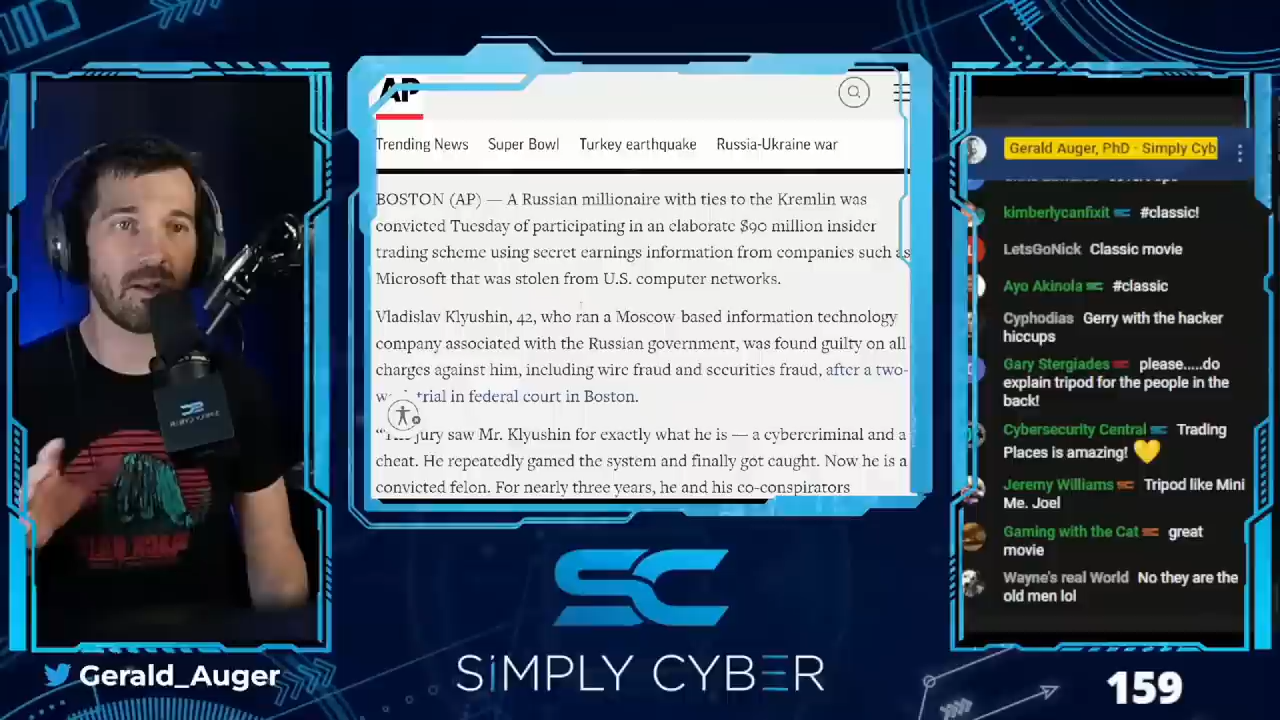 AP
Trending News
Super Bowl
Turkey earthquake
Russia-Ukraine war
BOSTON (AP) — A Russian millionaire with ties to the Kremlin was
convicted Tuesday of participating in an elaborate $90 million insider
trading scheme using secret earnings information from companies such as
Microsoft that was stolen from U.S. computer networks.
Vladislav Klyushin, 42, who ran a Moscow-based information technology
company associated with the Russian government, was found guilty on all
charges against him, including wire fraud and securities fraud, after a two-
trial in federal court in Boston.
jury saw Mr. Klyushin for exactly what he is — a cybercriminal and a
cheat. He repeatedly gamed the system and finally got caught. Now he is a
convicted felon. For nearly three years, he and his co-conspirators
SC
SIMPLY CYBER
Gerald_Auger
Gerald Auger, PhD - Simply Cyb
kimberlycanfixit #classic!
LetsGoNick Classic movie
Ayo Akinola #classic
Cyphodias Gerry with the hacker
hiccups
Gary Stergiades please.....do
explain tripod for the people in the
back!
Cybersecurity Central Trading
Places is amazing! 💛
Jeremy Williams Tripod like Mini
Me. Joel
Gaming with the Cat great
movie
Wayne's real World No they are the
old men lol
159